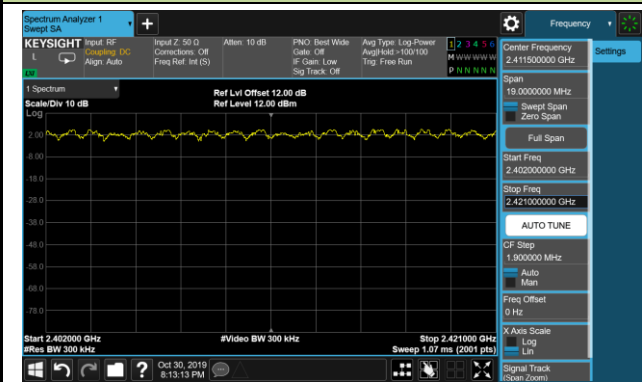 Spectrum Analyzer 1
Swept SA
Frequency
KEYSIGHT
L
Input: RF
Coupling: DC
Align: Auto
Input Z: 50 Ω
Corrections: Off
Freq Ref: Int (S)
Atten: 10 dB
PNO: Best Wide
Gate: Off
IF Gain: Low
Sig Track: Off
Avg Type: Log-Power
Avg|Hold:>100/100
Trig: Free Run
1 2 3 4 5 6
M W W W W W
P N N N N N
1 Spectrum
Scale/Div 10 dB
Log
Ref Lvl Offset 12.00 dB
Ref Level 12.00 dBm
2.00
-8.00
-18.0
-28.0
-38.0
-48.0
-58.0
-68.0
-78.0
Start 2.402000 GHz
#Res BW 300 kHz
#Video BW 300 kHz
Stop 2.421000 GHz
Sweep 1.07 ms (2001 pts)
Oct 30, 2019
8:13:13 PM
?
Center Frequency
2.411500000 GHz
Settings
Span
19.0000000 MHz
Swept Span
Zero Span
Full Span
Start Freq
2.402000000 GHz
Stop Freq
2.421000000 GHz
AUTO TUNE
CF Step
1.900000 MHz
Auto
Man
Freq Offset
0 Hz
X Axis Scale
Log
Lin
Signal Track
(Span Zoom)